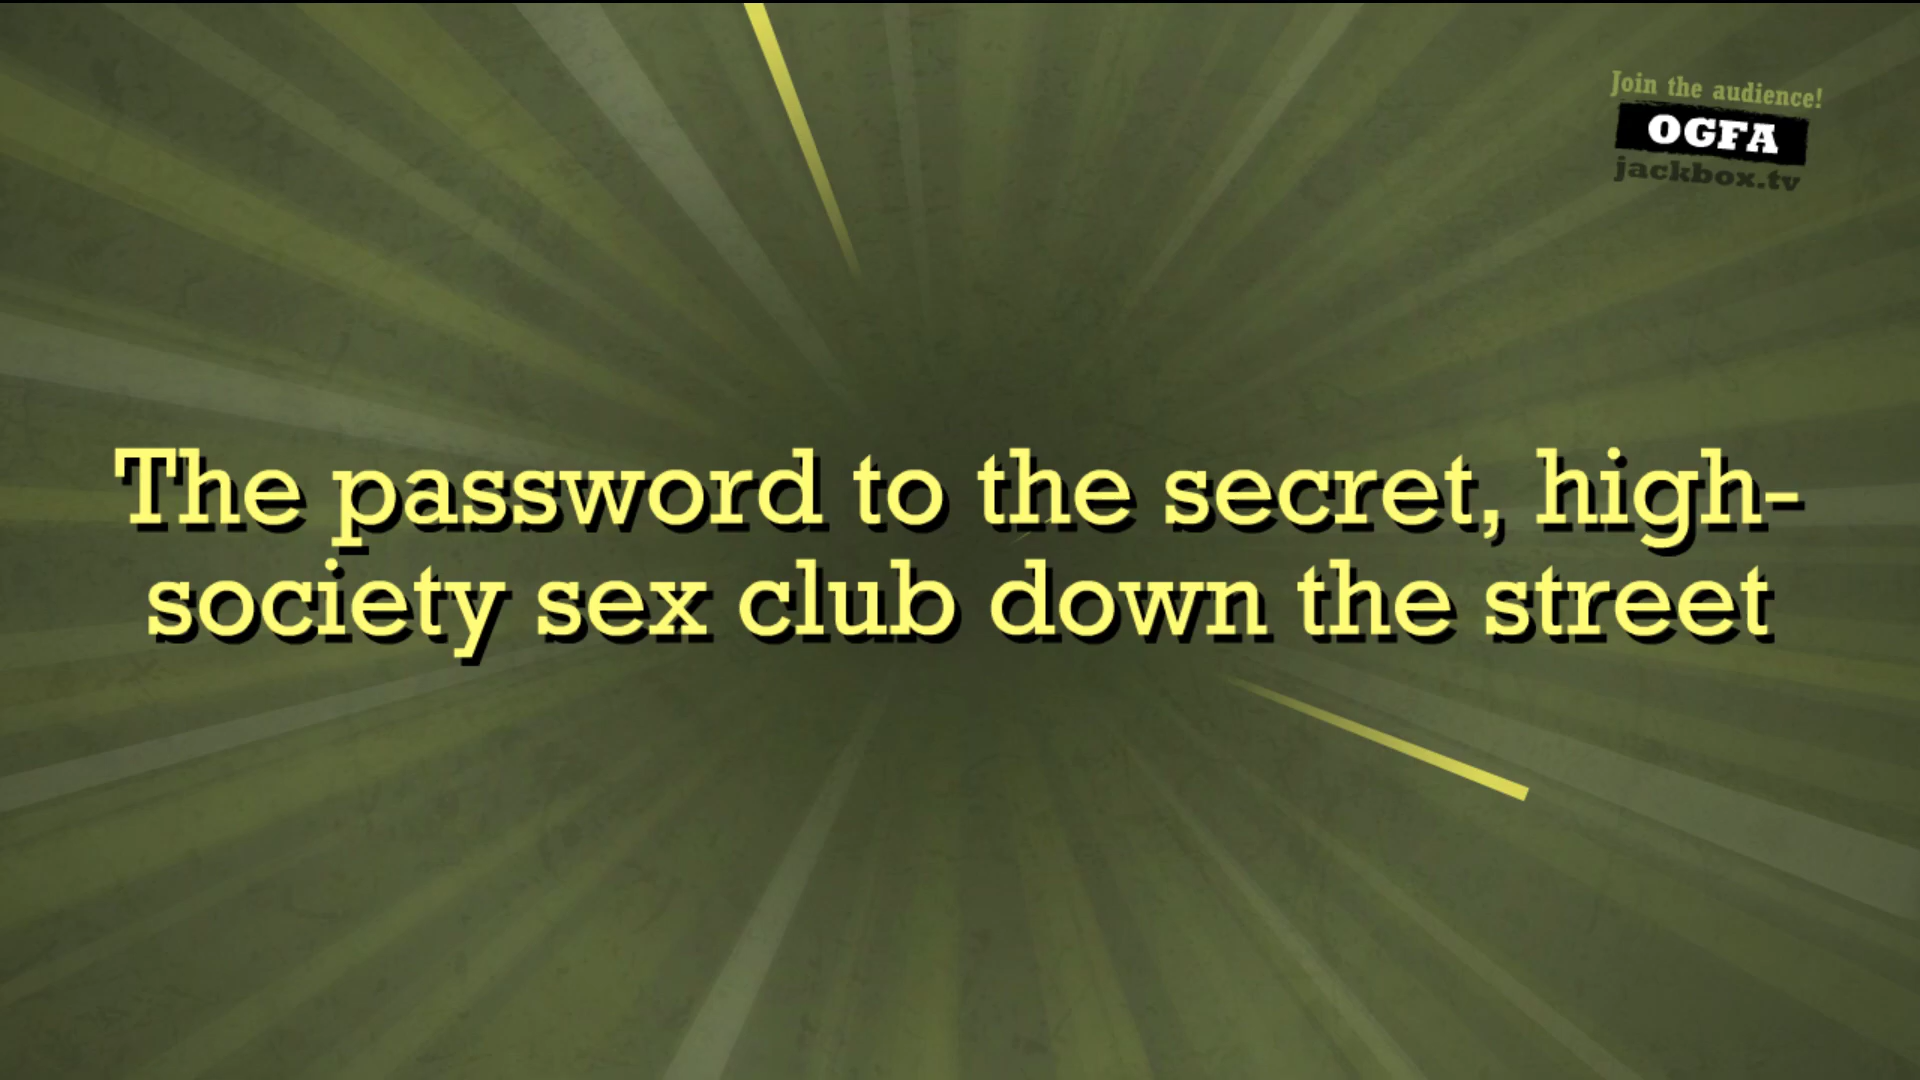 Join the audience!
OGFA
jackbox.tv
The password to the secret, high-
society sex club down the street